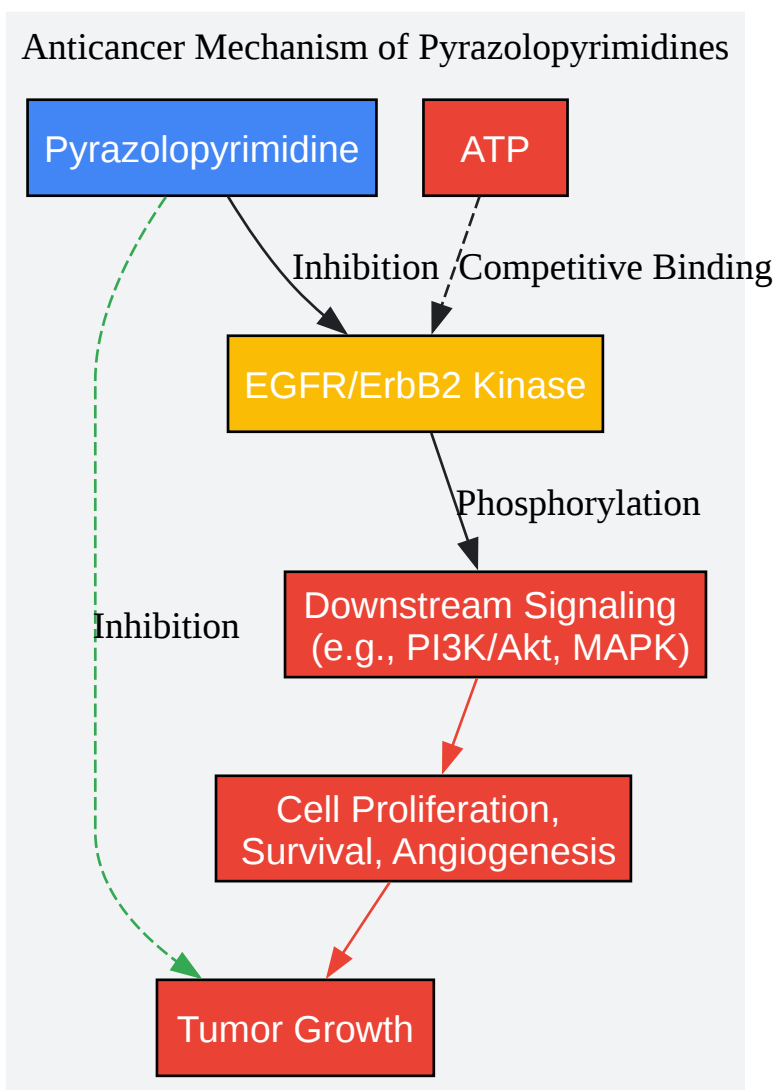 Anticancer Mechanism of Pyrazolopyrimidines
Pyrazolopyrimidine
ATP
Inhibition
Competitive Binding
EGFR/ErbB2 Kinase
Phosphorylation
Downstream Signaling
(e.g., PI3K/Akt, MAPK)
Inhibition
Cell Proliferation,
Survival, Angiogenesis
Tumor Growth